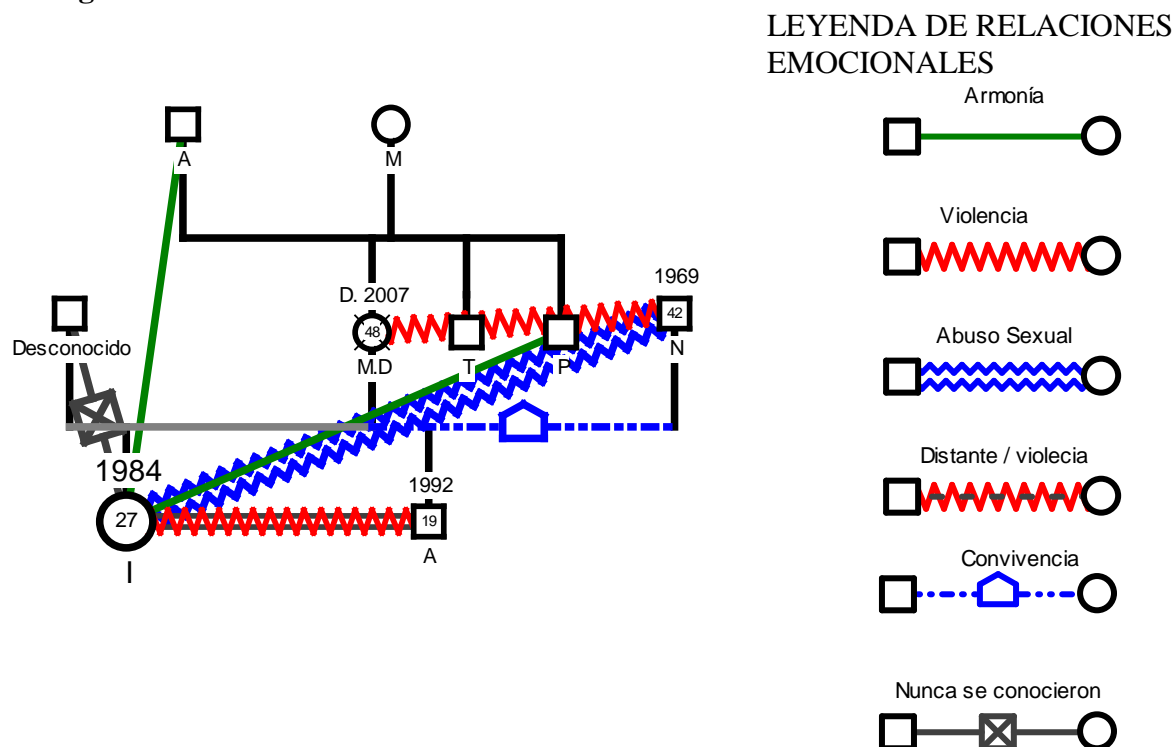 LEYENDA DE RELACIONES
EMOCIONALES
Armonía
A
M
Violencia
1969
D. 2007
48
42
Desconocido
M.D
T
P
N
Abuso Sexual
1984
1992
Distante / violecia
27
19
I
A
Convivencia
Nunca se conocieron